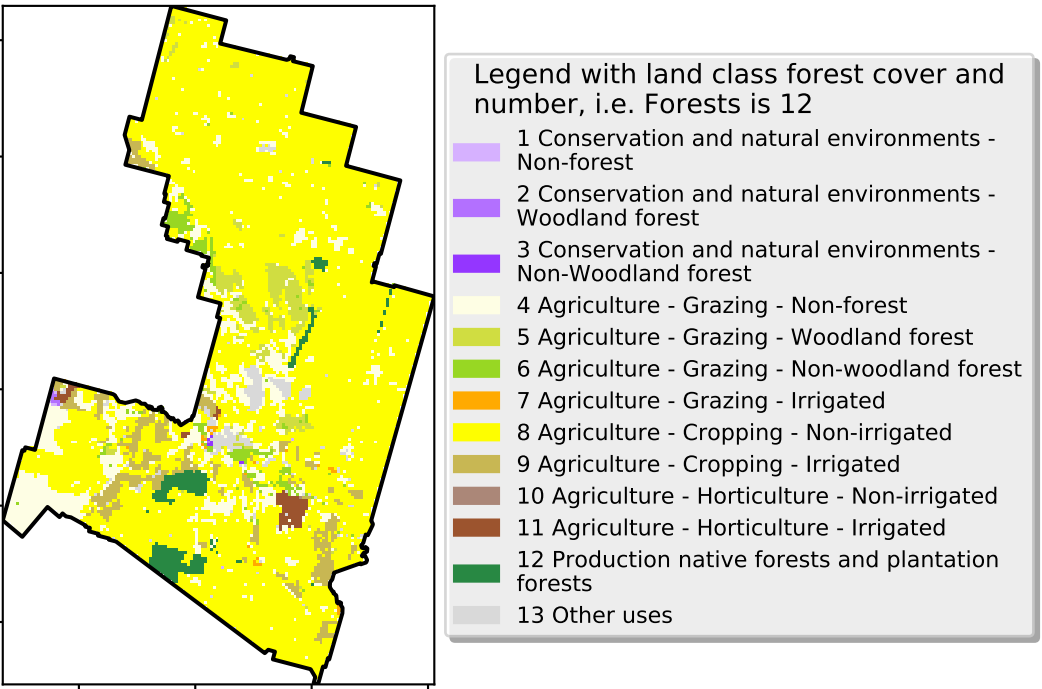 Legend with land class forest cover and
number, i.e. Forests is 12
1 Conservation and natural environments -
Non-forest
2 Conservation and natural environments -
Woodland forest
3 Conservation and natural environments -
Non-Woodland forest
4 Agriculture - Grazing - Non-forest
5 Agriculture - Grazing - Woodland forest
6 Agriculture - Grazing - Non-woodland forest
7 Agriculture - Grazing - Irrigated
8 Agriculture - Cropping - Non-irrigated
9 Agriculture - Cropping - Irrigated
10 Agriculture - Horticulture - Non-irrigated
11 Agriculture - Horticulture - Irrigated
12 Production native forests and plantation
forests
13 Other uses